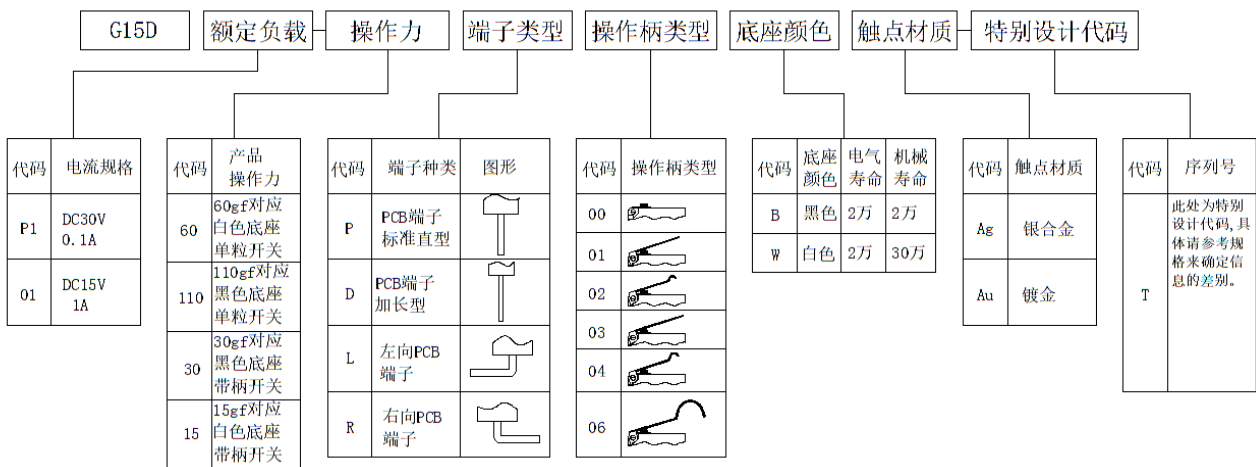 G15D 额定负载 操作力 端子类型 操作柄类型 底座颜色 触点材质 特别设计代码
代码 电流规格
P1 DC30V
0.1A
01 DC15V
1A
代码 产品
操作力
60 60gf对应
白色底座
单粒开关
110 110gf对应
黑色底座
单粒开关
30 30gf对应
黑色底座
带柄开关
15 15gf对应
白色底座
带柄开关
代码 端子种类 图形
P PCB端子
标准直型
D PCB端子
加长型
L 左向PCB
端子
R 右向PCB
端子
代码 操作柄类型
00
01
02
03
04
06
代码 底座
颜色 电气
寿命 机械
寿命
B 黑色 2万 2万
W 白色 2万 30万
代码 触点材质
Ag 银合金
Au 镀金
代码 序列号
T 此处为特别
设计代码,具
体请参考规
格来确定信
息的差别。